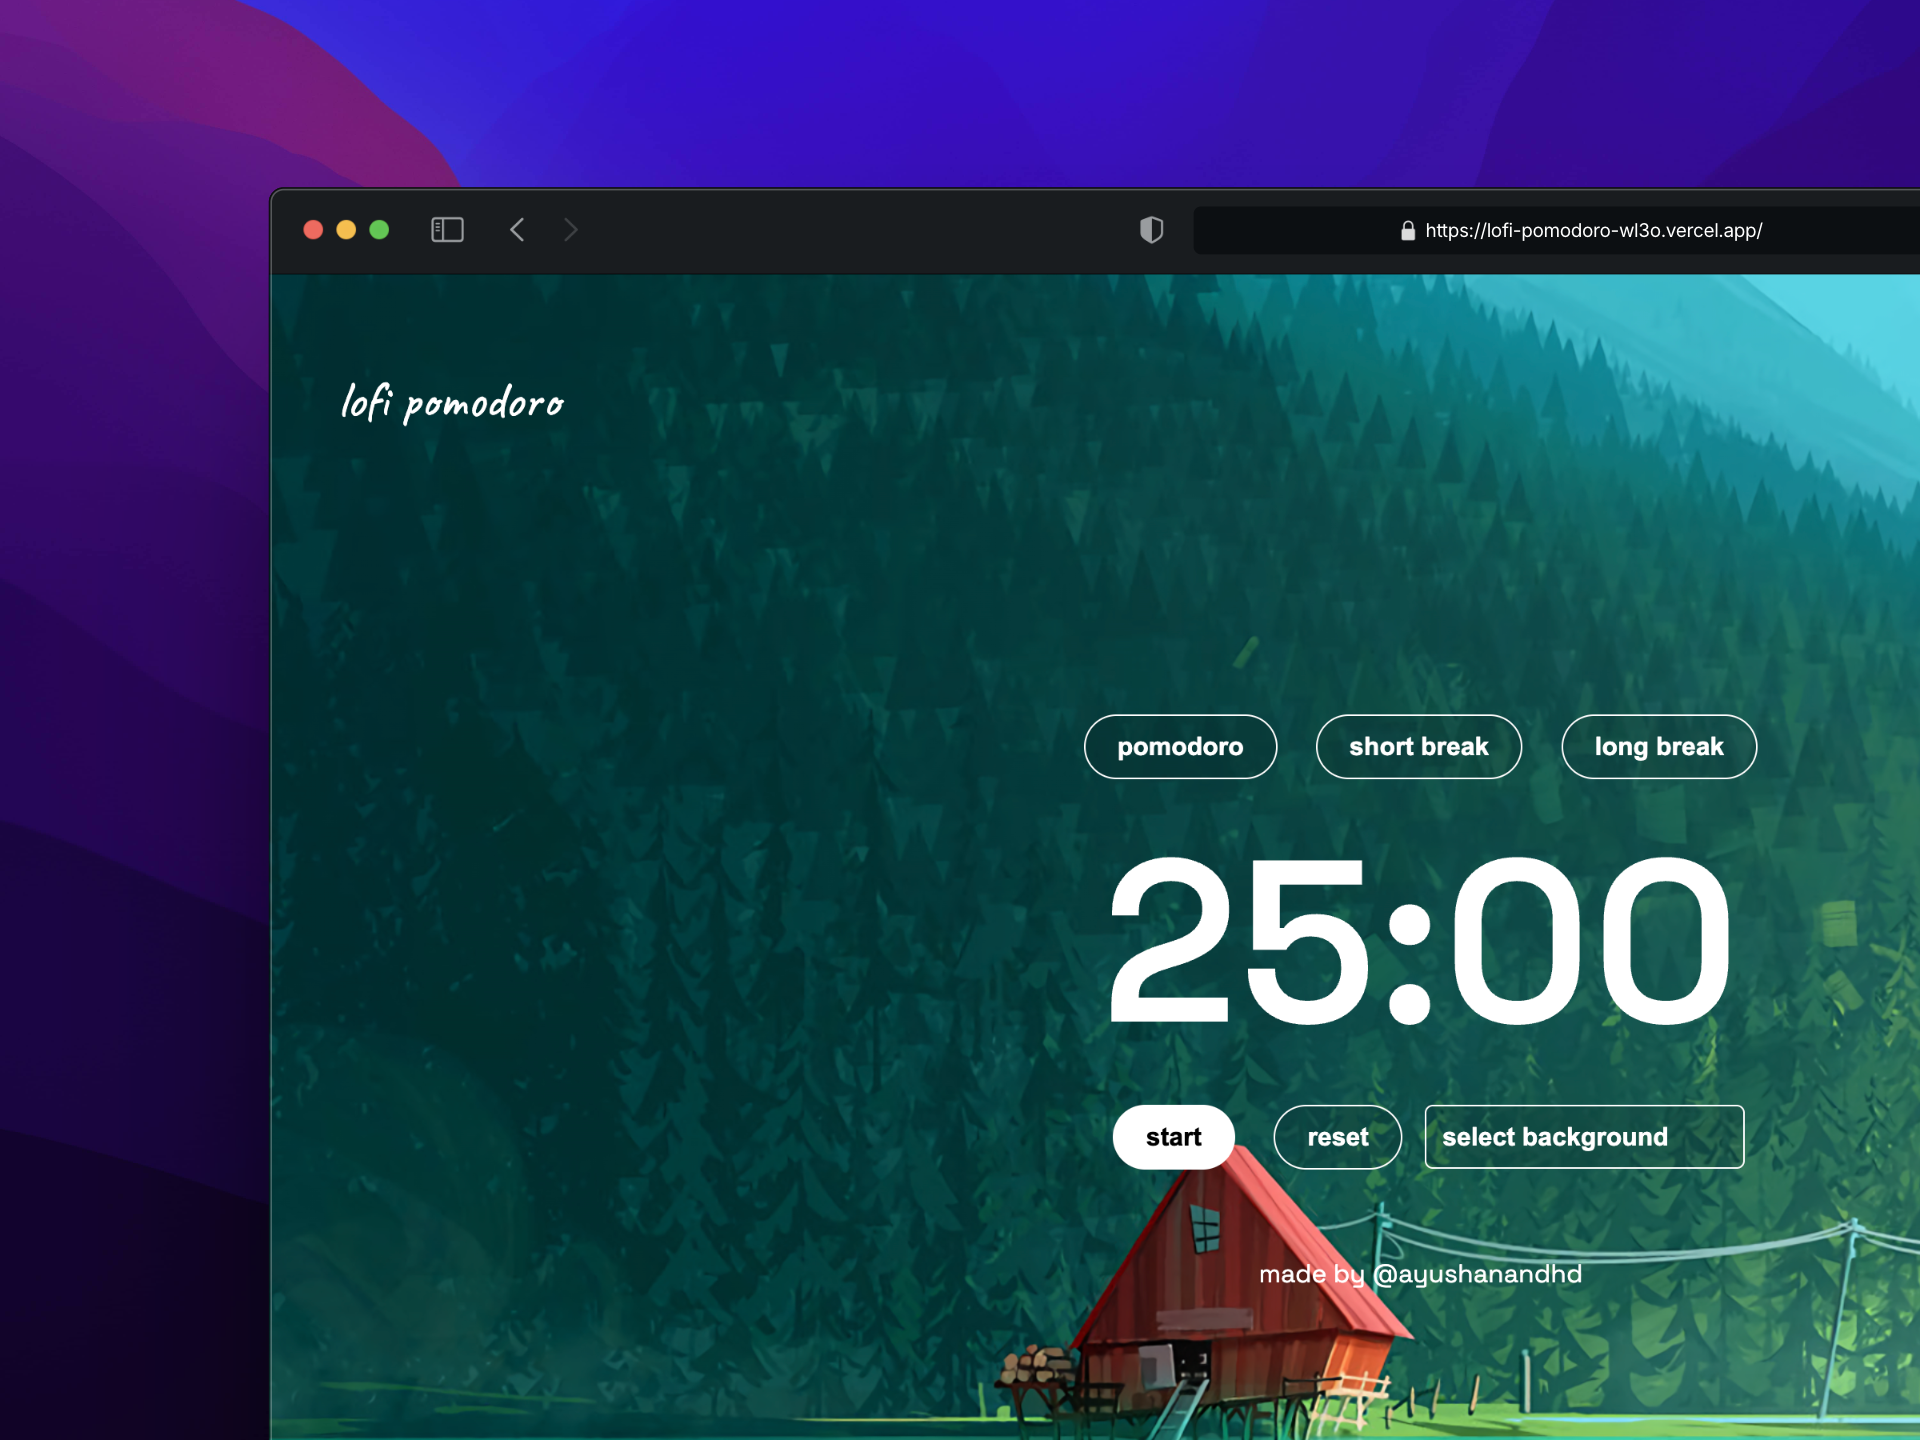 https://lofi-pomodoro-wl3o.vercel.app/
lofi pomodoro
pomodoro short break long break
25:00
start reset select background
made by @ayushanandhd